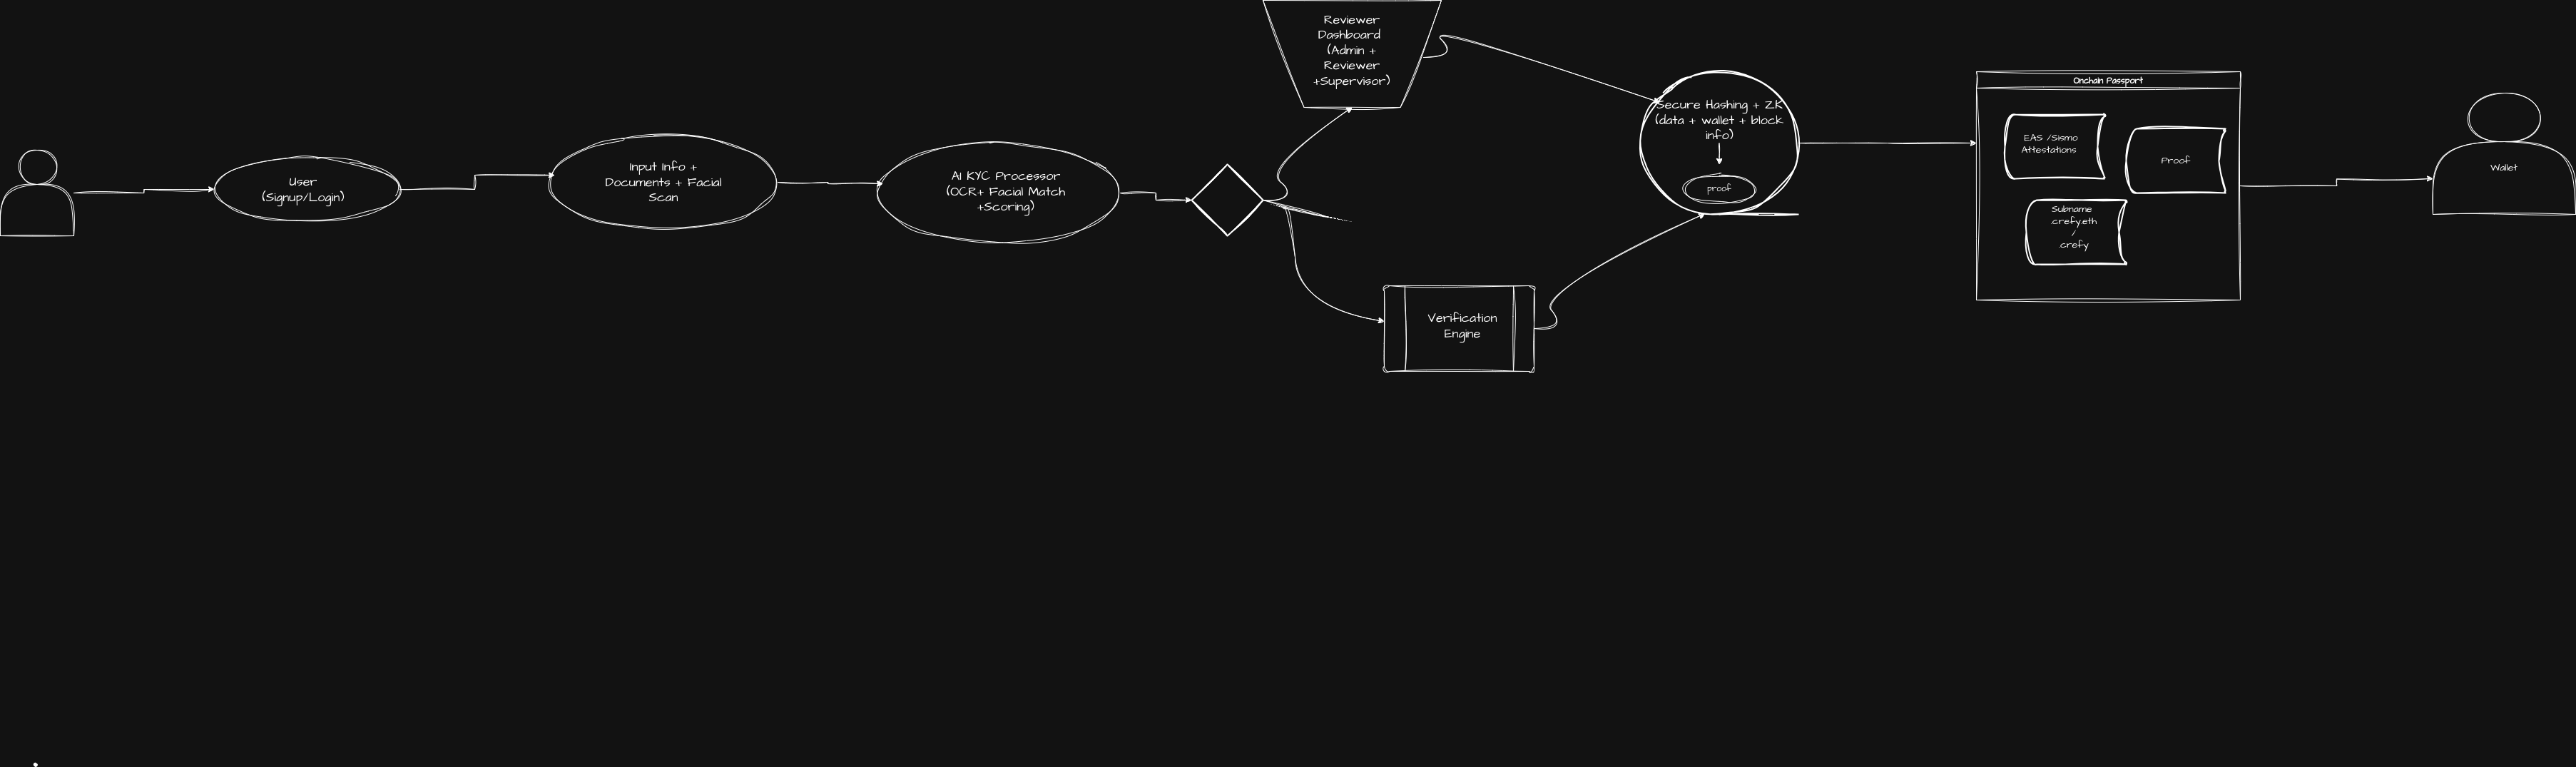 User
(Signup/Login)
Input Info +
Documents + Facial
Scan
AI KYC Processor
(OCR+ Facial Match
+Scoring)
Reviewer
Dashboard
(Admin +
Reviewer
+Supervisor)
Verification
Engine
Secure Hashing + ZK
(data + wallet + block
info)
proof
Onchain Passport
EAS /Sismo
Attestations
Proof
Subname
.crefy.eth
/
.crefy
Wallet